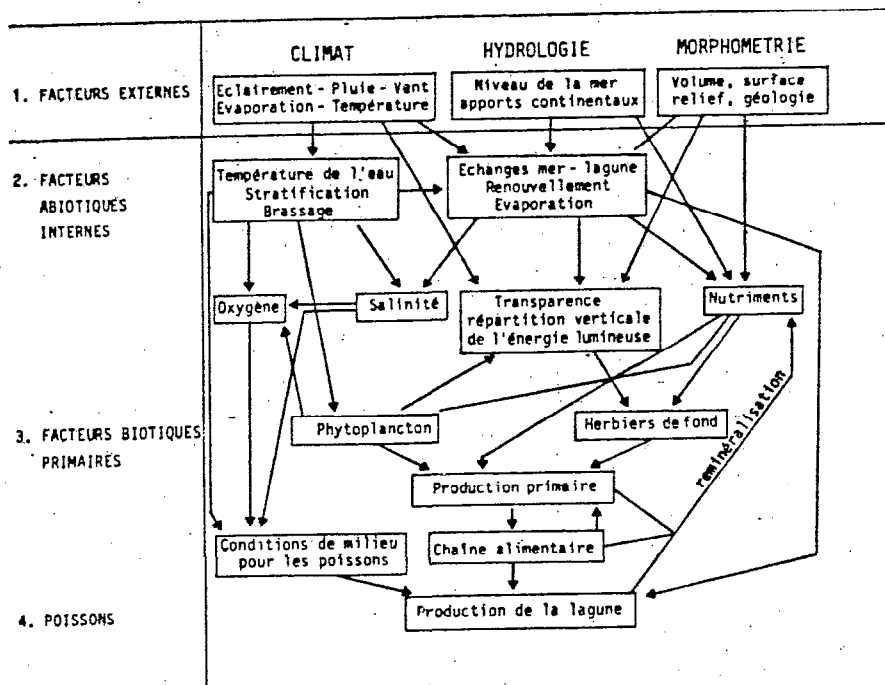 CLIMAT HYDROLOGIE MORPHOMETRIE
1. FACTEURS EXTERNES
Eclairement - Pluie - Vant
Evaporation - Température
Niveau de la mer
apports continentaux
Volume, surface
relief, géologie
2. FACTEURS
ABIOTIQUES
INTERNES
Température de l'eau
Stratification
Brassage
Echanges mer - lagune
Renouvellement
Evaporation
Oxygène
Salinité
Transparence
répartition verticale
de l'énergie lumineuse
Nutriments
3. FACTEURS BIOTIQUES
PRIMAIRES
Phytoplancton
Herbiers de fond
reminéralisation
Production primaire
Conditions de milieu
pour les poissons
Chaîne alimentaire
4. POISSONS
Production de la lagune